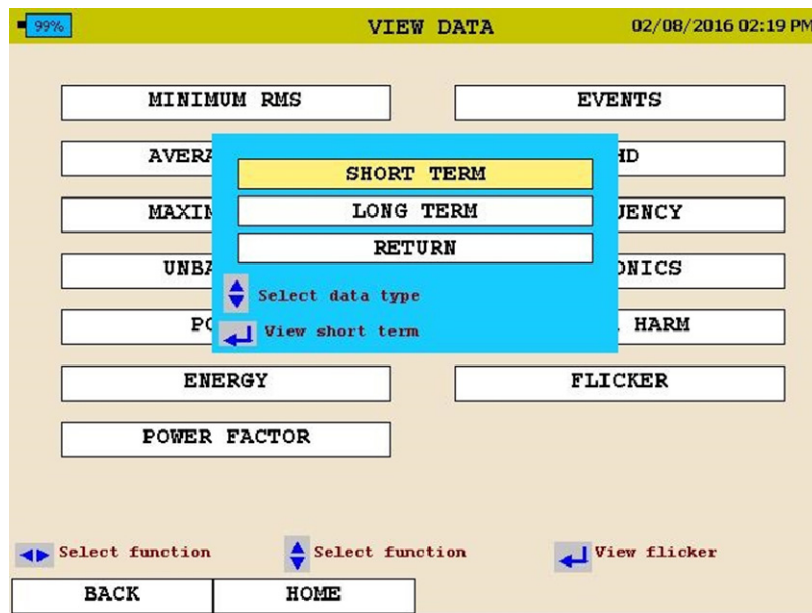 99% VIEW DATA 02/08/2016 02:19 PM
MINIMUM RMS
EVENTS
SHORT TERM
LONG TERM
RETURN
Select data type
View short term
HARM
ENERGY
FLICKER
POWER FACTOR
Select function
Select function
View flicker
BACK
HOME